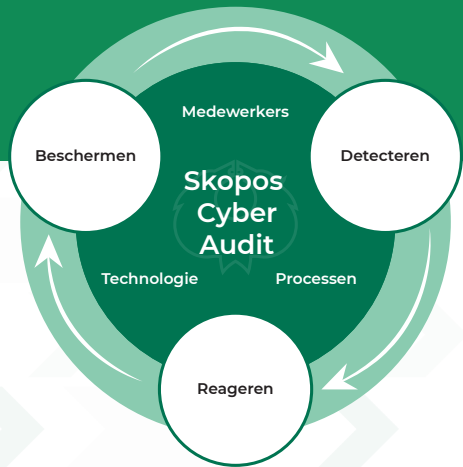 Medewerkers
Beschermen
Detecteren
Skopos
Cyber
Audit
Technologie
Processen
Reageren